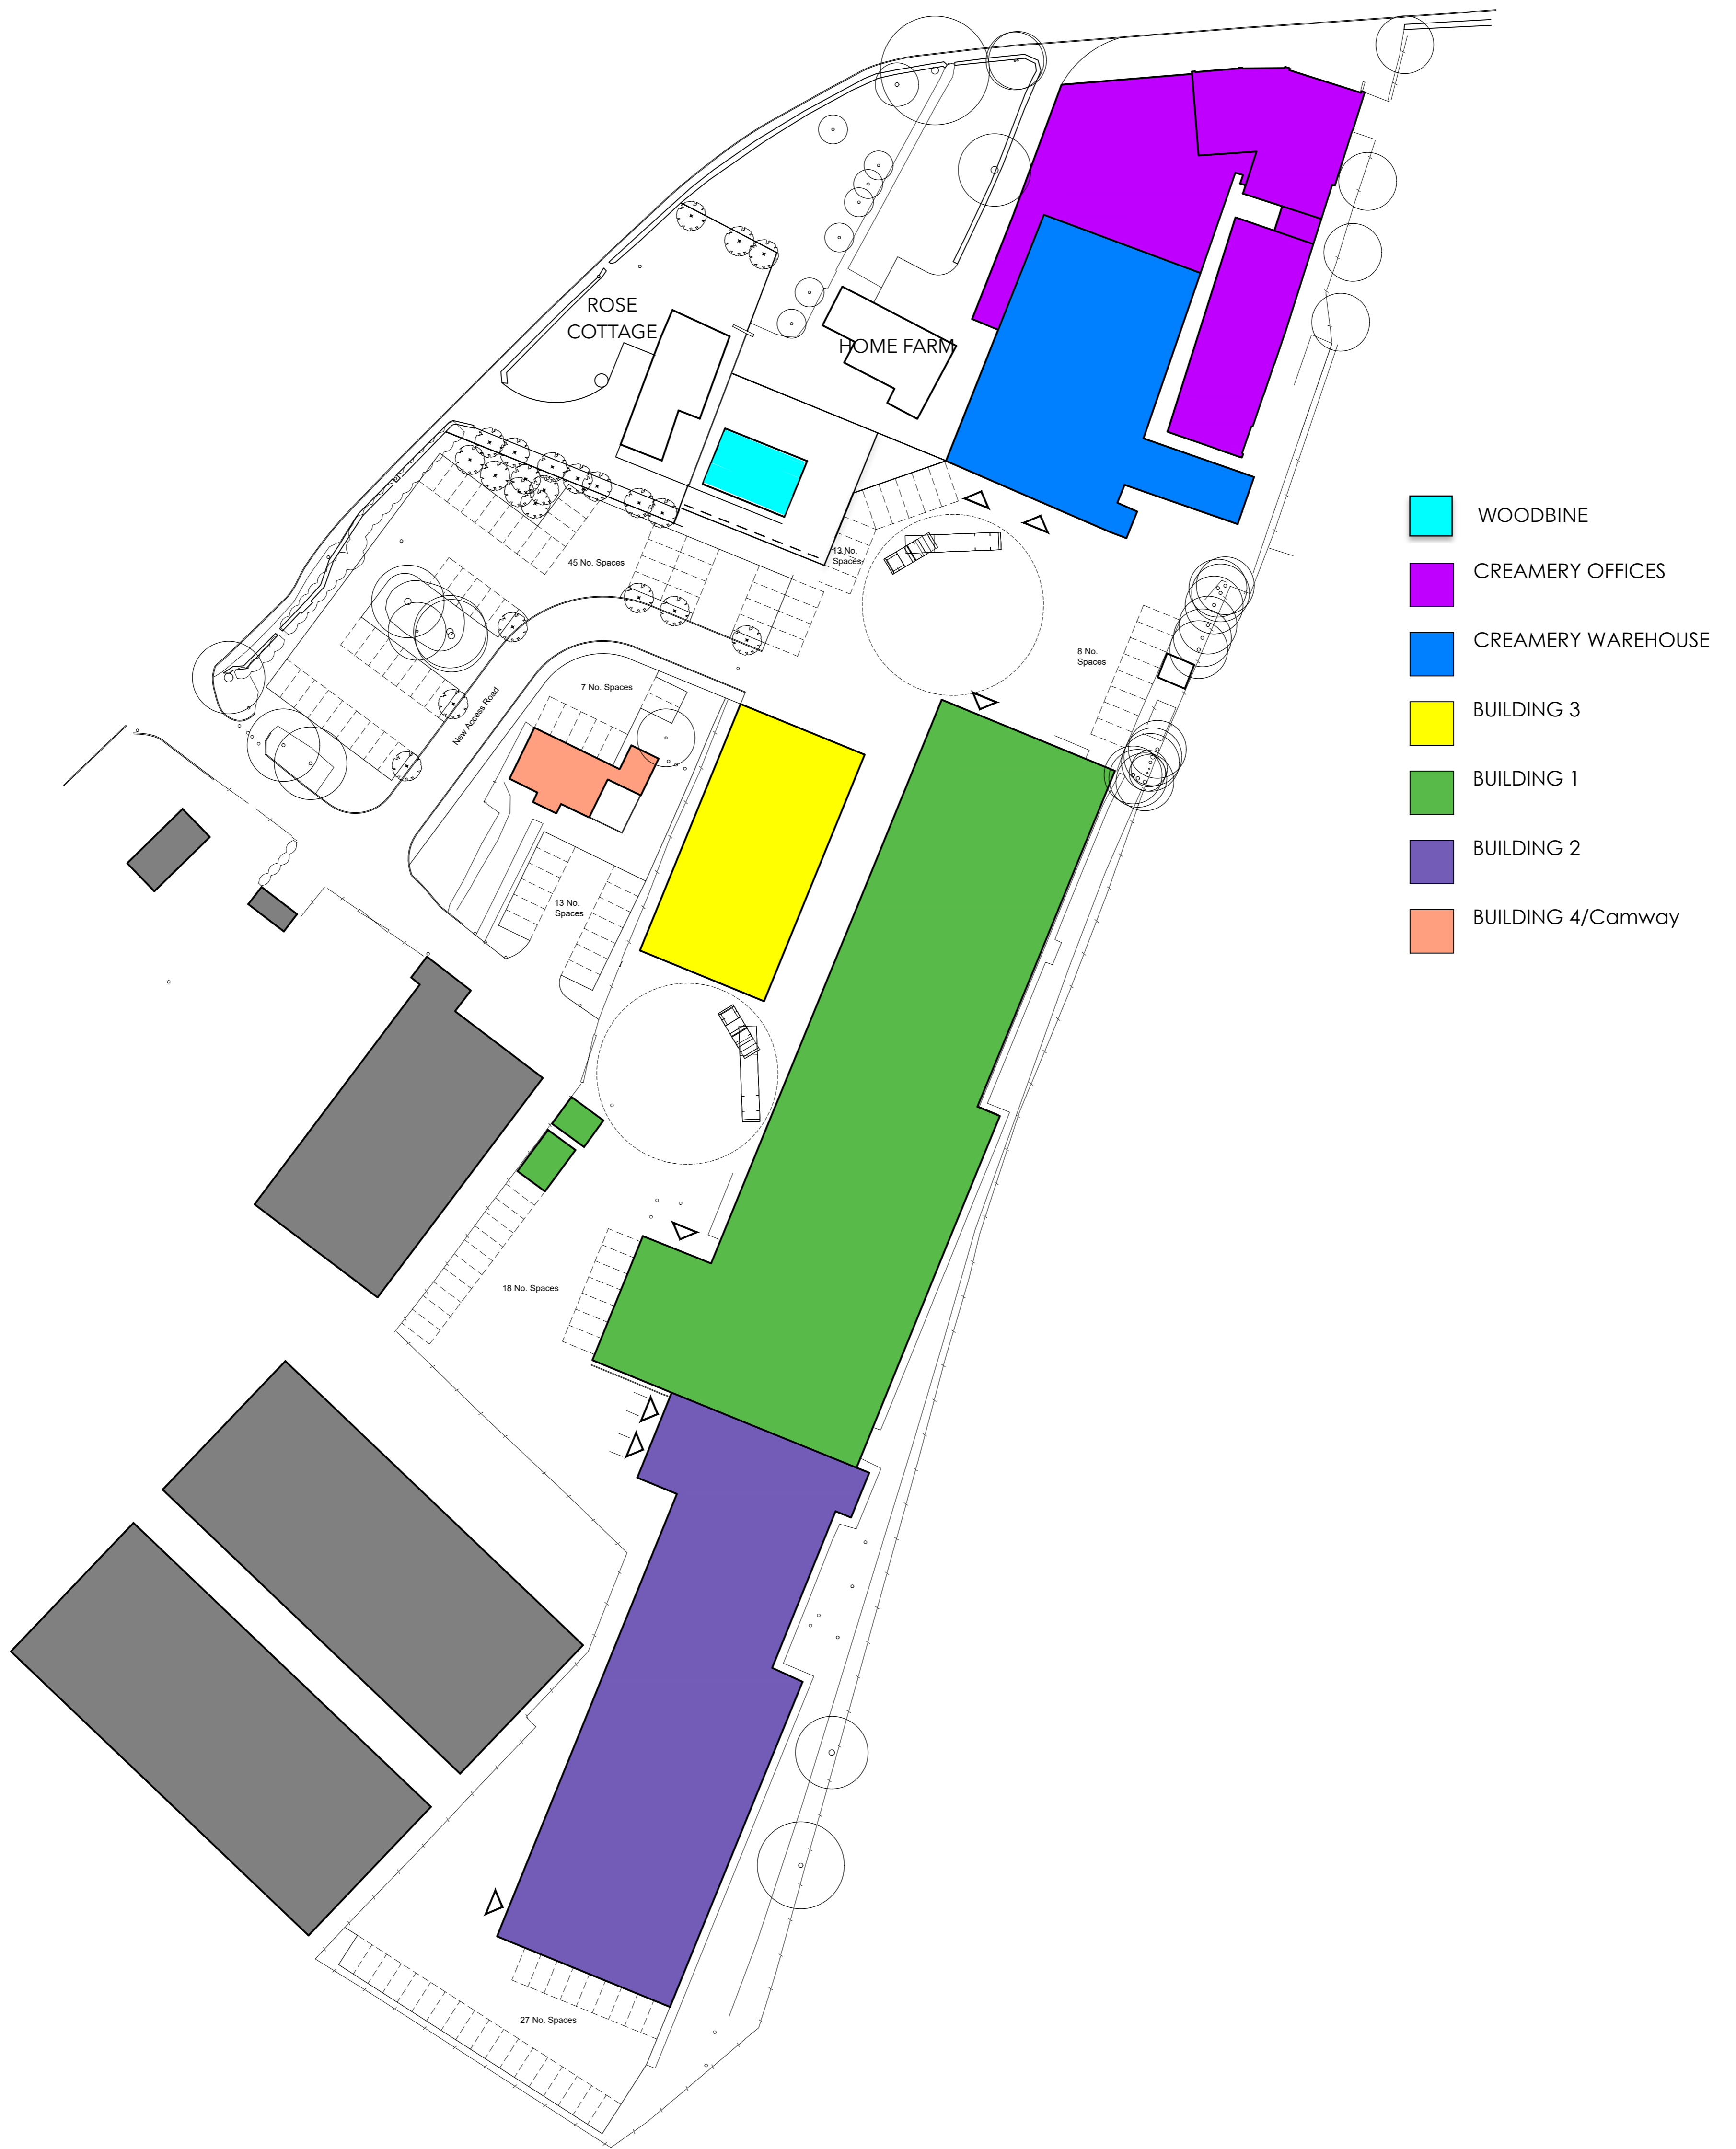 ROSE
COTTAGE
HOME FARM
WOODBINE
CREAMERY OFFICES
CREAMERY WAREHOUSE
BUILDING 3
BUILDING 1
BUILDING 2
BUILDING 4/Camway
13 No.
Spaces
45 No. Spaces
8 No.
Spaces
7 No. Spaces
New Access Road
13 No.
Spaces
18 No. Spaces
27 No. Spaces